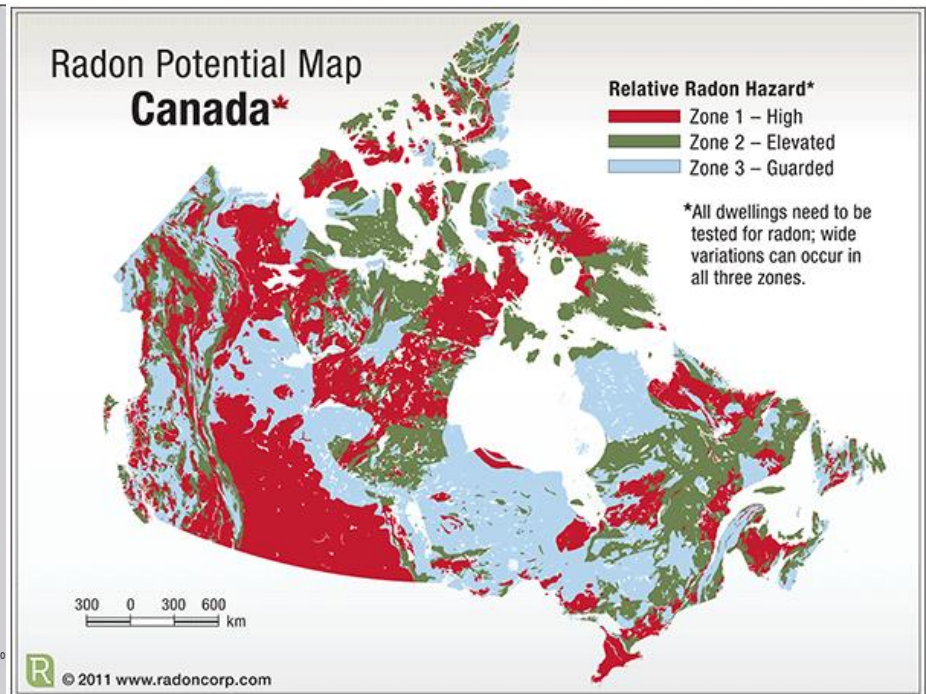 Radon Potential Map
Canada
Relative Radon Hazard*
Zone 1 – High
Zone 2 – Elevated
Zone 3 – Guarded
*All dwellings need to be
tested for radon; wide
variations can occur in
all three zones.
300 0 300 600
km
0
R © 2011 www.radoncorp.com